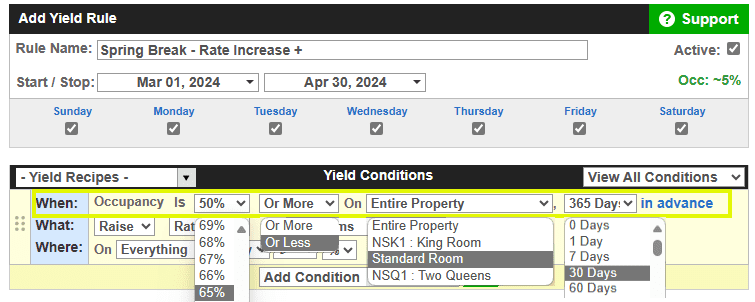 Add Yield Rule ? Support
Rule Name: Spring Break - Rate Increase + Active:
Start / Stop: Mar 01, 2024 Apr 30, 2024 Occ: ~5%
Sunday Monday Tuesday Wednesday Thursday Friday Saturday
- Yield Recipes - Yield Conditions View All Conditions
When: Occupancy Is 50% Or More On Entire Property , 365 Days in advance
What: Raise
Where: On Everything %
69%
68%
67%
66%
65%
Or More
Or Less
Entire Property
NSK1 : King Room
Standard Room
NSQ1 : Two Queens
0 Days
1 Day
7 Days
30 Days
60 Days
Add Condition